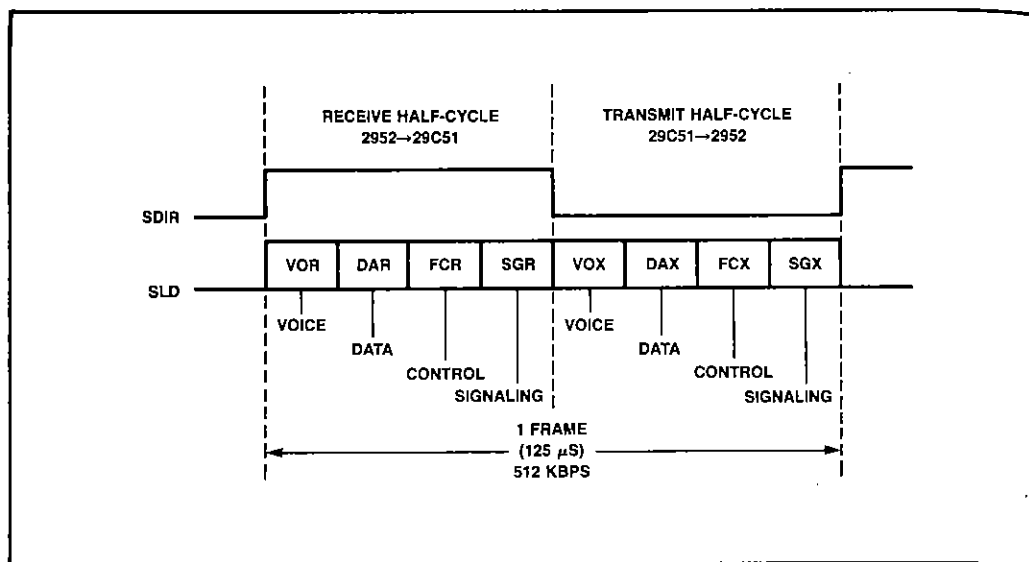 RECEIVE HALF-CYCLE
2952→29C51
TRANSMIT HALF-CYCLE
29C51→2952
SDIR
VOR DAR FCR SGR VOX DAX FCX SGX
SLD
VOICE
DATA
CONTROL
SIGNALING
VOICE
DATA
CONTROL
SIGNALING
1 FRAME
(125 μS)
512 KBPS